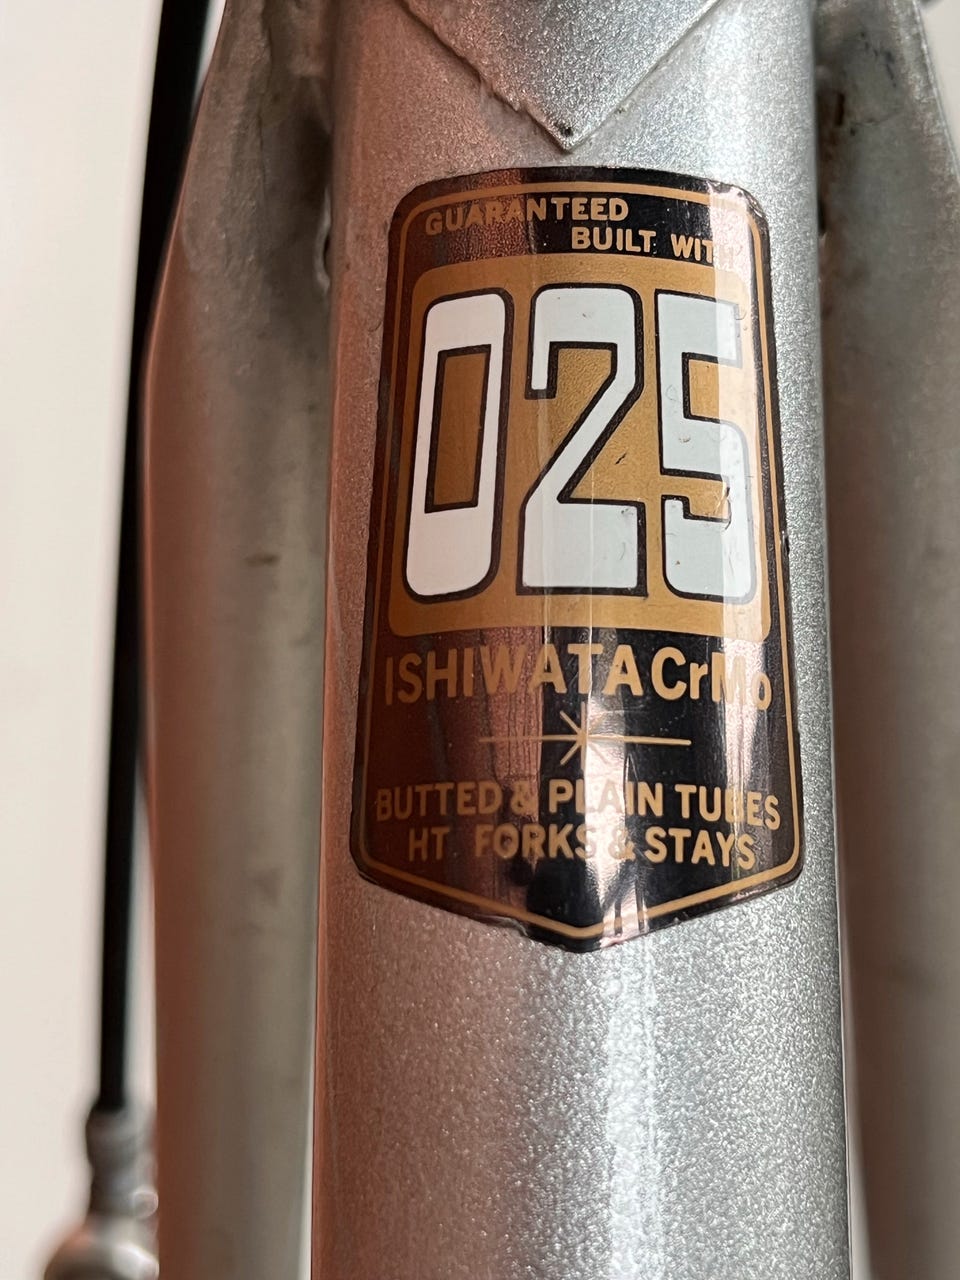 GUARANTEED
BUILT WITH
025
ISHIWATA CrMo
BUTTED & PLAIN TUBES
HT FORKS & STAYS